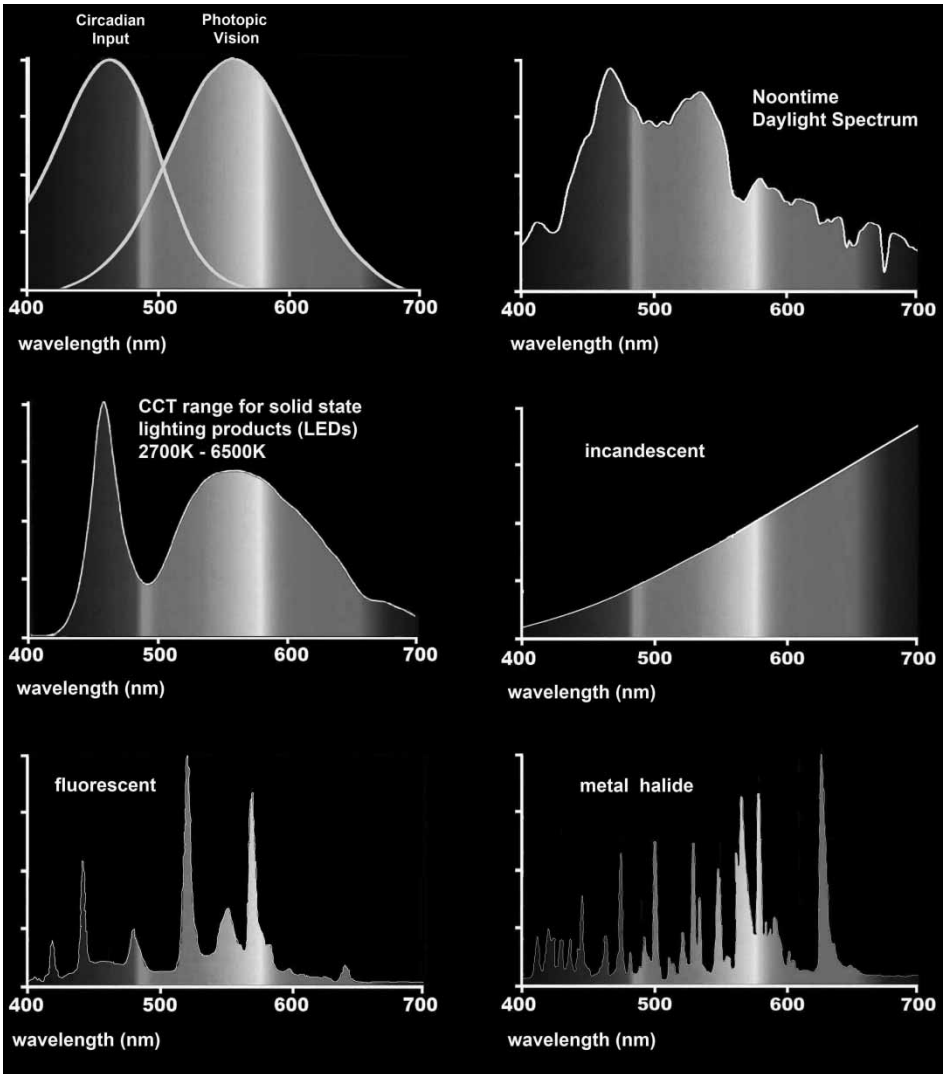 Circadian
Input
Photopic
Vision
400
500
600
700
wavelength (nm)
Noontime
Daylight Spectrum
400
500
600
700
wavelength (nm)
CCT range for solid state
lighting products (LEDs)
2700K - 6500K
400
500
600
700
wavelength (nm)
incandescent
400
500
600
700
wavelength (nm)
fluorescent
400
500
600
700
wavelength (nm)
metal halide
400
500
600
700
wavelength (nm)